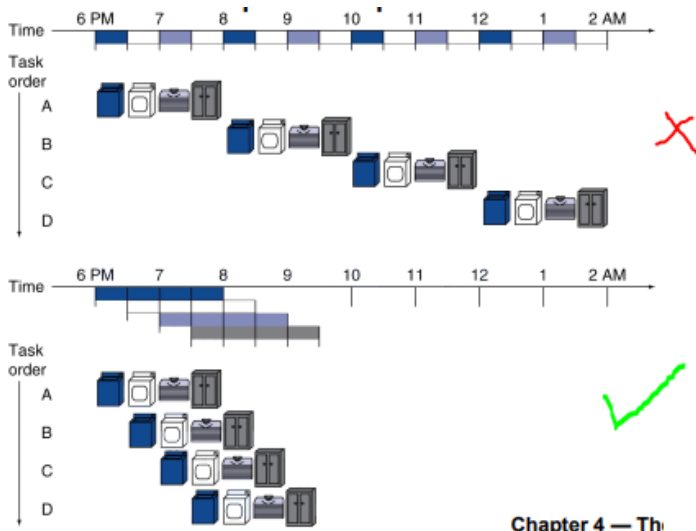 6 PM 7 8 9 10 11 12 1 2 AM
Time
Task
order
A
B
C
D
6 PM 7 8 9 10 11 12 1 2 AM
Time
Task
order
A
B
C
D
Chapter 4 — The